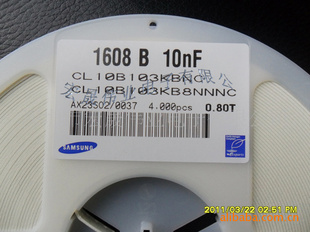 1608 B 10nF
CL10B103KBNC
CL10B103KB8NNNC
AX23S02/0037 4,000pcs 0.80T
SAMSUNG
2011/03/22 02:51 PM